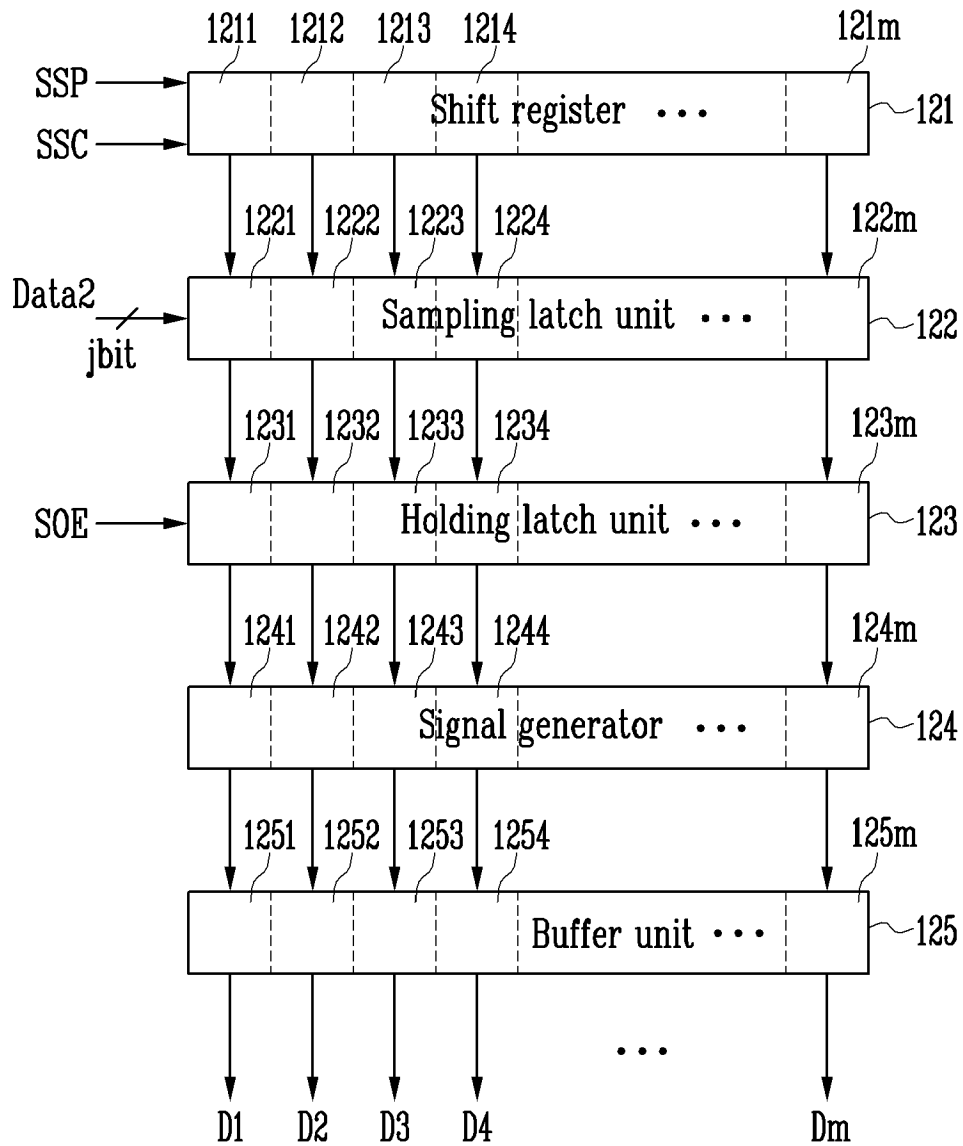 1211 1212 1213 1214 121m
SSP
Shift register • • • 121
SSC
1221 1222 1223 1224 122m
Data2
Sampling latch unit • • • 122
jbit
1231 1232 1233 1234 123m
SOE Holding latch unit • • • 123
1241 1242 1243 1244 124m
Signal generator • • • 124
1251 1252 1253 1254 125m
Buffer unit • • • 125
• • •
D1 D2 D3 D4 Dm